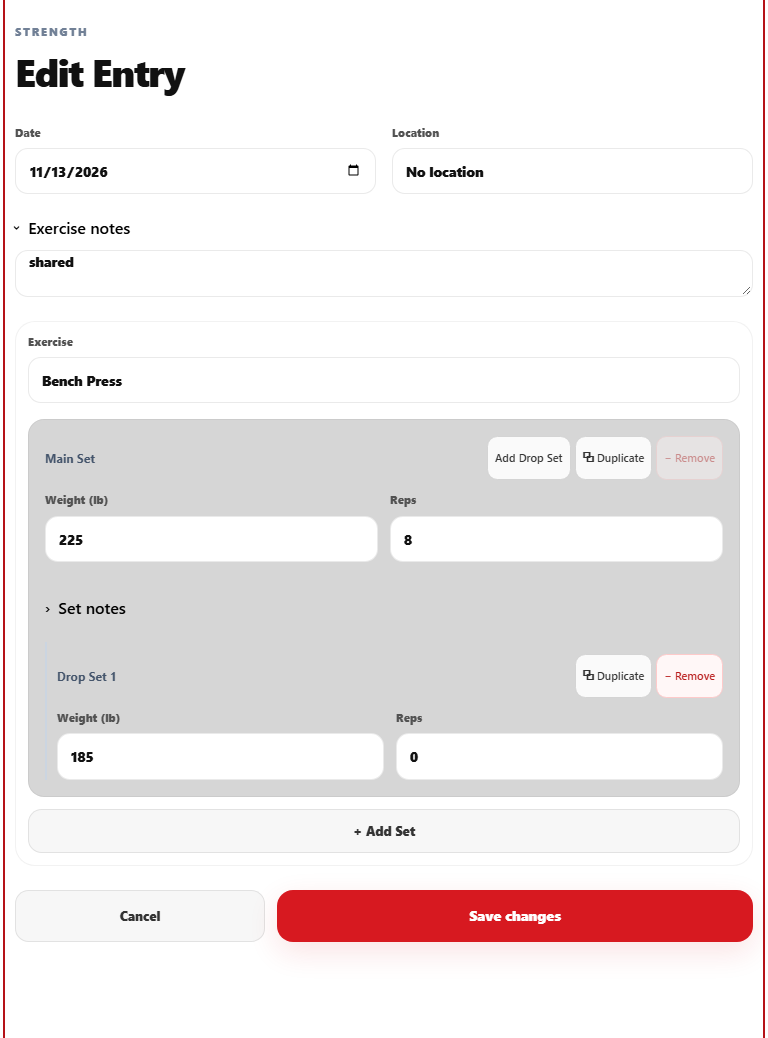 STRENGTH
Edit Entry
Date
Location
11/13/2026
No location
Exercise notes
shared
Exercise
Bench Press
Main Set
Add Drop Set
Duplicate
− Remove
Weight (lb)
Reps
225
8
Set notes
Drop Set 1
Duplicate
− Remove
Weight (lb)
Reps
185
0
+ Add Set
Cancel
Save changes